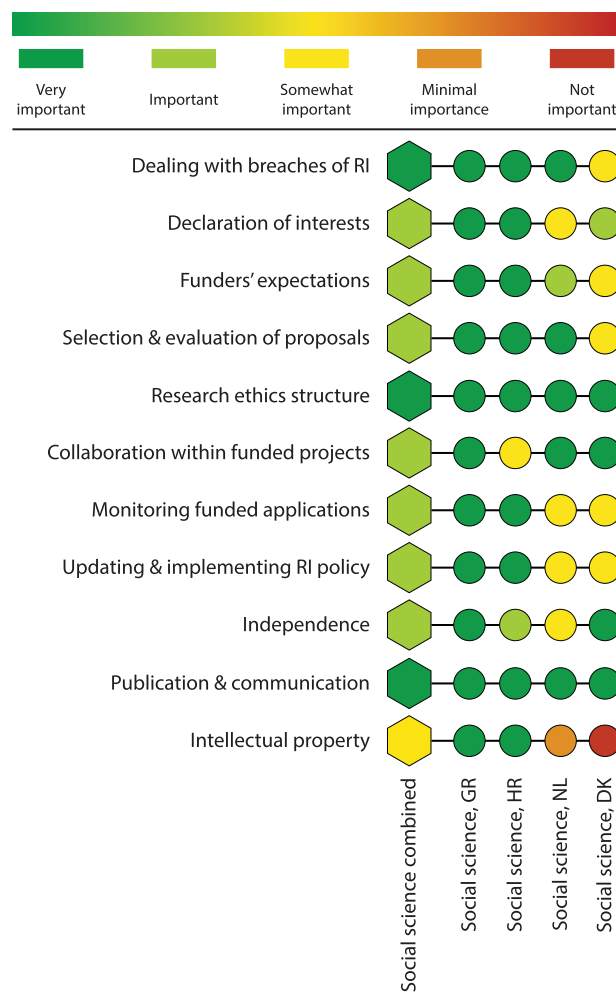 Very
important
Important
Somewhat
important
Minimal
importance
Not
important
Dealing with breaches of RI
Declaration of interests
Funders’ expectations
Selection & evaluation of proposals
Research ethics structure
Collaboration within funded projects
Monitoring funded applications
Updating & implementing RI policy
Independence
Publication & communication
Intellectual property
Social science combined
Social science, GR
Social science, HR
Social science, NL
Social science, DK